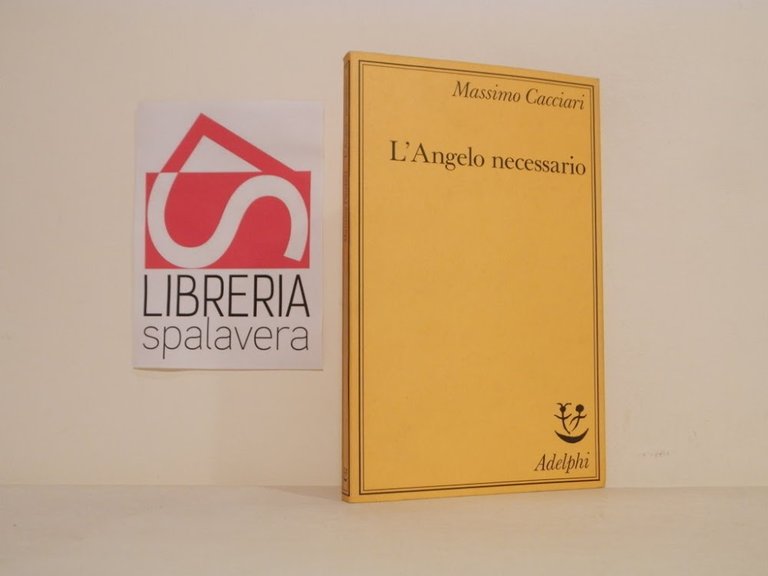 LIBRERIA
spalavera
Massimo Cacciari
L'Angelo necessario
Adelphi